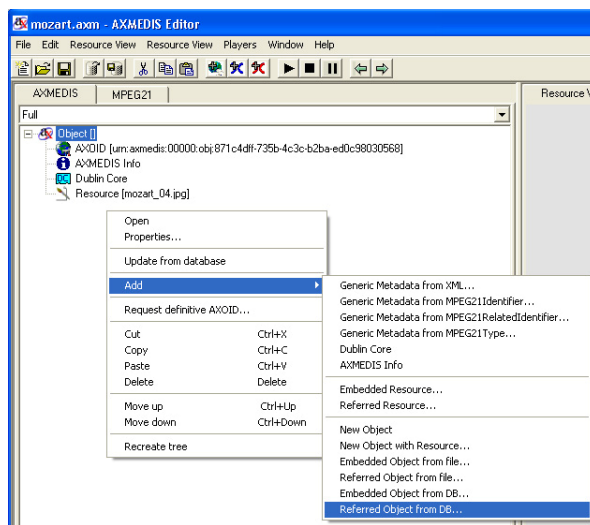 mozart.axm - AXMEDIS Editor
File Edit Resource View Resource View Players Window Help
AXMEDIS MPEG21 Resource V
Full
Object []
AXOID [urn:axmedis:00000:obj:871c4dff-735b-4c3c-b2ba-ed0c98030568]
AXMEDIS Info
DC Dublin Core
Resource [mozart_04.jpg]
Open
Properties...
Update from database
Add
Request definitive AXOID...
Cut Ctrl+X
Copy Ctrl+C
Paste Ctrl+V
Delete Delete
Move up Ctrl+Up
Move down Ctrl+Down
Recreate tree
Generic Metadata from XML...
Generic Metadata from MPEG21Identifier...
Generic Metadata from MPEG21RelatedIdentifier...
Generic Metadata from MPEG21Type...
Dublin Core
AXMEDIS Info
Embedded Resource...
Referred Resource...
New Object
New Object with Resource...
Embedded Object from file...
Referred Object from file...
Embedded Object from DB...
Referred Object from DB...